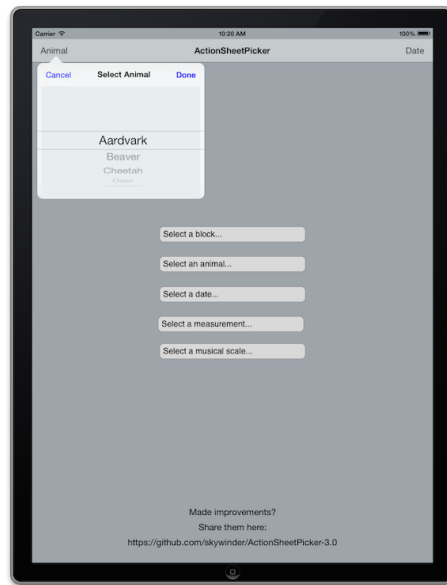 Carrier 10:20 AM 100%
Animal ActionSheetPicker Date
Cancel Select Animal Done
Aardvark
Beaver
Cheetah
Deer
Select a block...
Select an animal...
Select a date...
Select a measurement...
Select a musical scale...
Made improvements?
Share them here:
https://github.com/skywinder/ActionSheetPicker-3.0